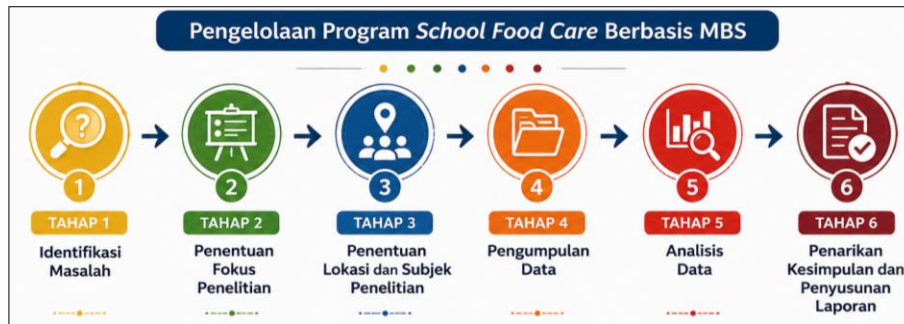 Pengelolaan Program School Food Care Berbasis MBS
?
1
TAHAP 1
Identifikasi
Masalah
2
TAHAP 2
Penentuan
Fokus
Penelitian
3
TAHAP 3
Penentuan
Lokasi dan Subjek
Penelitian
4
TAHAP 4
Pengumpulan
Data
5
TAHAP 5
Analisis
Data
6
TAHAP 6
Penarikan
Kesimpulan dan
Penyusunan
Laporan